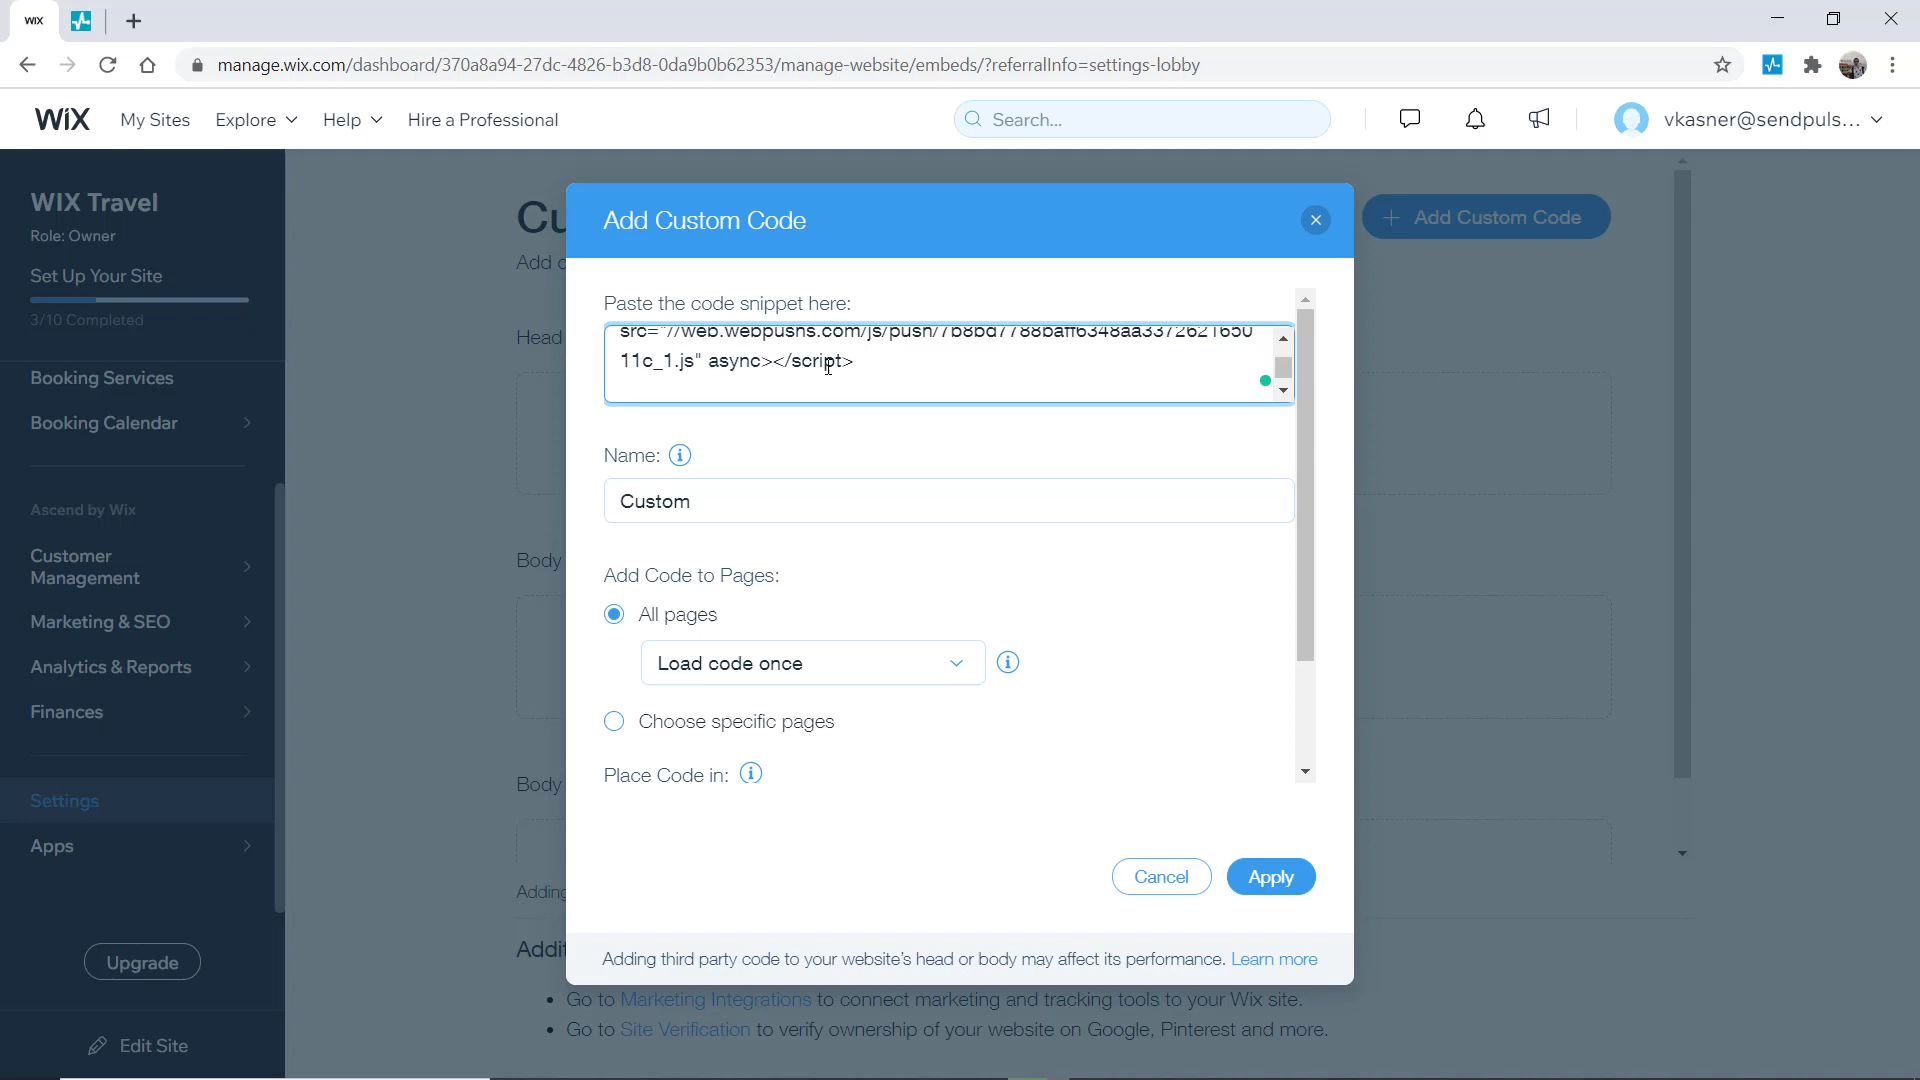 WIX
manage.wix.com/dashboard/370a8a94-27dc-4826-b3d8-0da9b0b62353/manage-website/embeds/?referralInfo=settings-lobby
WiX
My Sites
Explore
Help
Hire a Professional
Search...
vkasner@sendpuls...
WIX Travel
Role: Owner
Set Up Your Site
3/10 Completed
Booking Services
Booking Calendar
Ascend by Wix
Customer
Management
Marketing & SEO
Analytics & Reports
Finances
Settings
Apps
Upgrade
Edit Site
Cu
+ Add Custom Code
Add c
Head
Body
Body
Adding
Addit
Add Custom Code
Paste the code snippet here:
src="//web.webpushs.com/js/push/7b8bd7788baff6348aa3372621650
11c_1.js" async></script>
Name:
Custom
Add Code to Pages:
All pages
Load code once
Choose specific pages
Place Code in:
Cancel
Apply
Adding third party code to your website's head or body may affect its performance. Learn more
• Go to Marketing Integrations to connect marketing and tracking tools to your Wix site.
• Go to Site Verification to verify ownership of your website on Google, Pinterest and more.